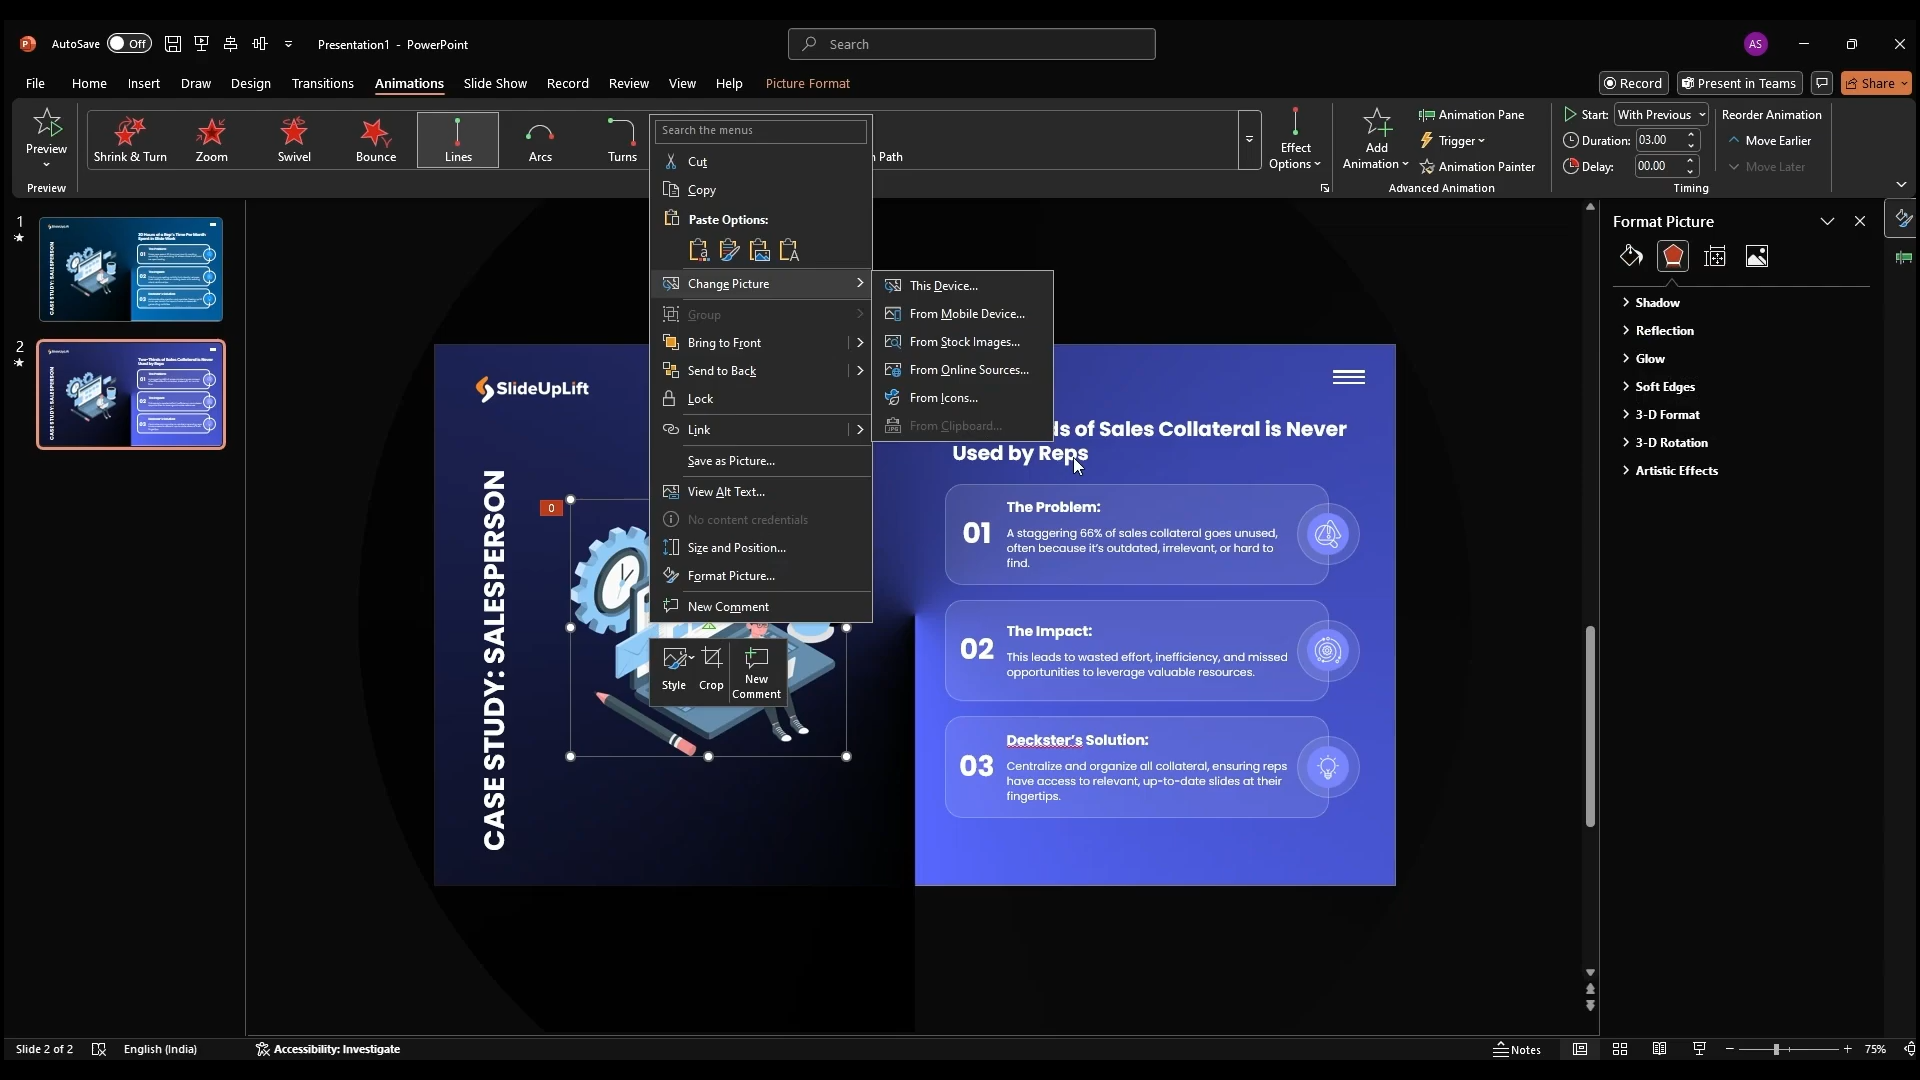 AutoSave Off Presentation1 - PowerPoint Search AS
File Home Insert Draw Design Transitions Animations Slide Show Record Review View Help Picture Format Record Present in Teams Share
Preview Shrink & Turn Zoom Swivel Bounce Lines Arcs Turns Path
Effect Options
Add Animation
Animation Pane
Trigger
Animation Painter
Start: With Previous
Duration: 03.00
Delay: 00.00
Reorder Animation
Move Earlier
Move Later
Preview Advanced Animation Timing
Search the menus
Cut
Copy
Paste Options:
Change Picture
Group
Bring to Front
Send to Back
Lock
Link
Save as Picture...
View Alt Text...
No content credentials
Size and Position...
Format Picture...
New Comment
This Device...
From Mobile Device...
From Stock Images...
From Online Sources...
From Icons...
From Clipboard...
Style Crop New
Comment
1
2
SlideUpLift
CASE STUDY: SALESPERSON
0
ds of Sales Collateral is Never
Used by Reps
01
The Problem:
A staggering 66% of sales collateral goes unused,
often because it's outdated, irrelevant, or hard to
find.
02
The Impact:
This leads to wasted effort, inefficiency, and missed
opportunities to leverage valuable resources.
03
Deckster's Solution:
Centralize and organize all collateral, ensuring reps
have access to relevant, up-to-date slides at their
fingertips.
Format Picture
Shadow
Reflection
Glow
Soft Edges
3-D Format
3-D Rotation
Artistic Effects
Slide 2 of 2 English (India) Accessibility: Investigate Notes 75%